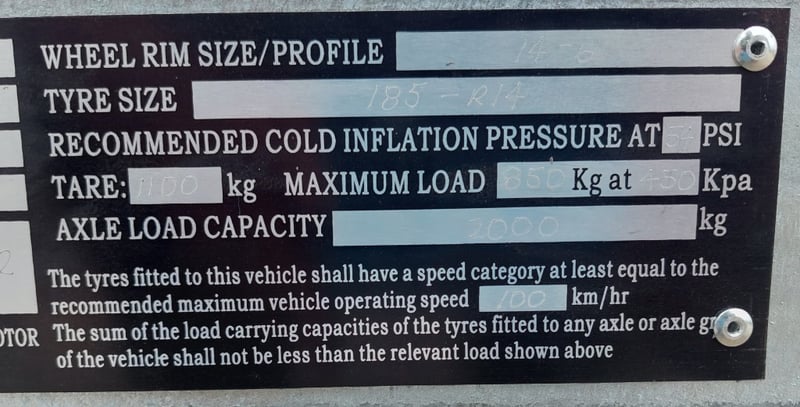 WHEEL RIM SIZE/PROFILE 14-6
TYRE SIZE 185-R14
RECOMMENDED COLD INFLATION PRESSURE AT PSI
TARE: 1100 kg MAXIMUM LOAD 850 Kg at 450 Kpa
AXLE LOAD CAPACITY 2000 kg
The tyres fitted to this vehicle shall have a speed category at least equal to the
recommended maximum vehicle operating speed 100 km/hr
OTOR The sum of the load carrying capacities of the tyres fitted to any axle or axle
of the vehicle shall not be less than the relevant load shown above